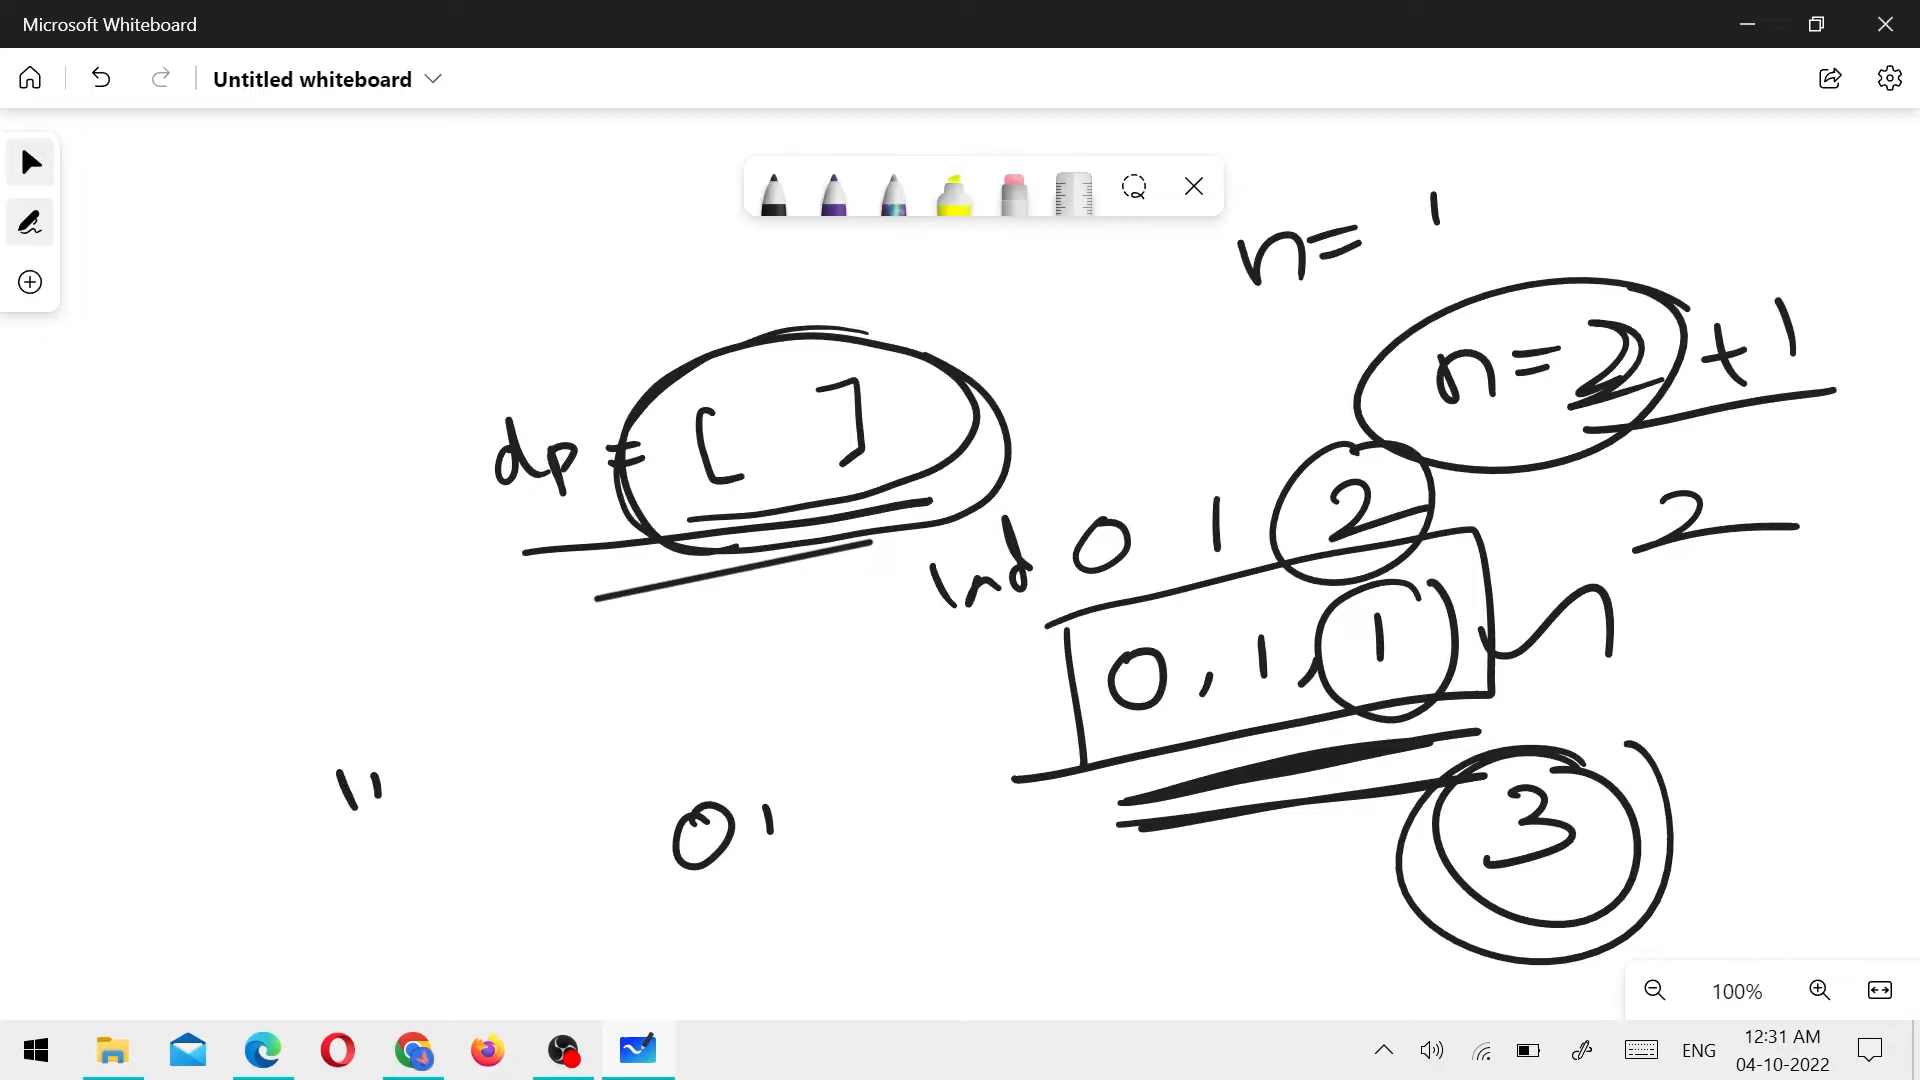 Microsoft Whiteboard
Untitled whiteboard
n= 1
n=2+1
dp = [ ]
Ind 0 1 2
2
0, 1, 1
3
"
0 '
100%
ENG
12:31 AM
04-10-2022